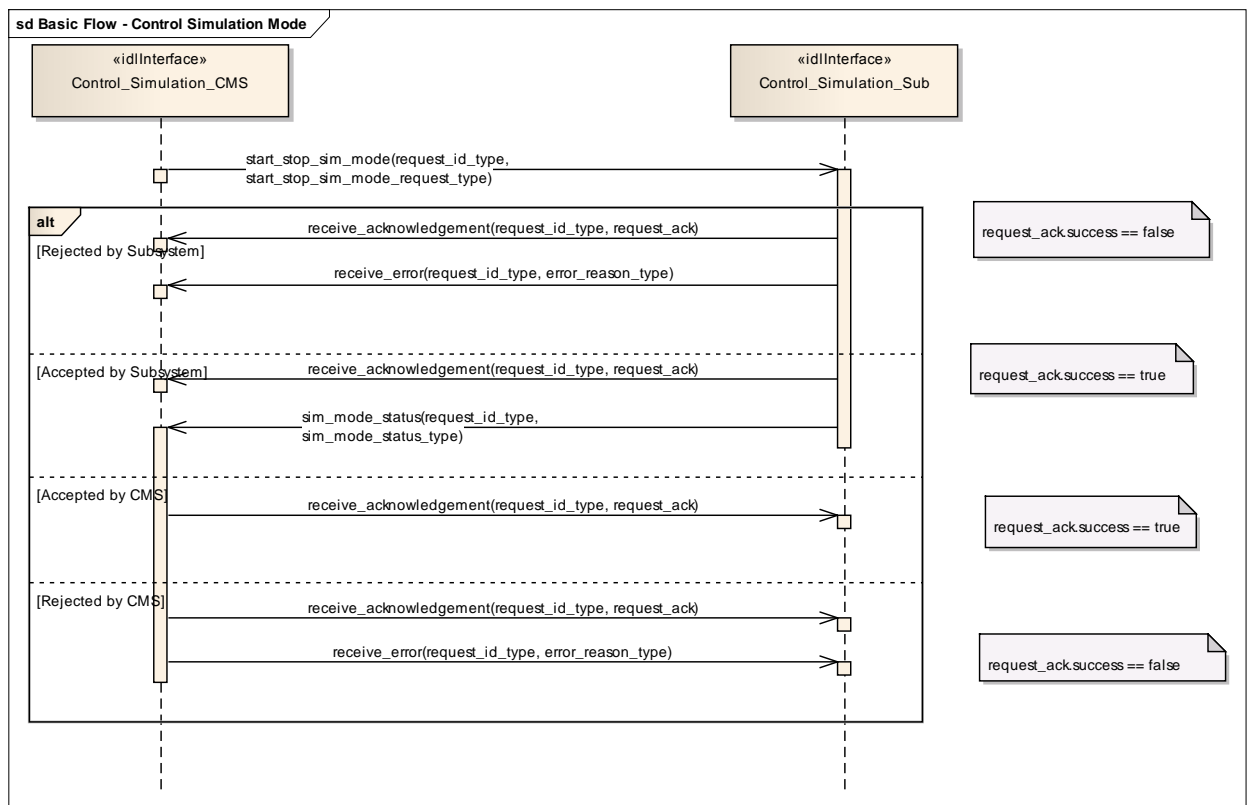 sd Basic Flow - Control Simulation Mode
«idlInterface»
Control_Simulation_CMS
«idlInterface»
Control_Simulation_Sub
start_stop_sim_mode(request_id_type,
start_stop_sim_mode_request_type)
alt
[Rejected by Subsystem]
receive_acknowledgement(request_id_type, request_ack)
request_ack.success == false
receive_error(request_id_type, error_reason_type)
[Accepted by Subsystem]
receive_acknowledgement(request_id_type, request_ack)
request_ack.success == true
sim_mode_status(request_id_type,
sim_mode_status_type)
[Accepted by CMS]
receive_acknowledgement(request_id_type, request_ack)
request_ack.success == true
[Rejected by CMS]
receive_acknowledgement(request_id_type, request_ack)
receive_error(request_id_type, error_reason_type)
request_ack.success == false